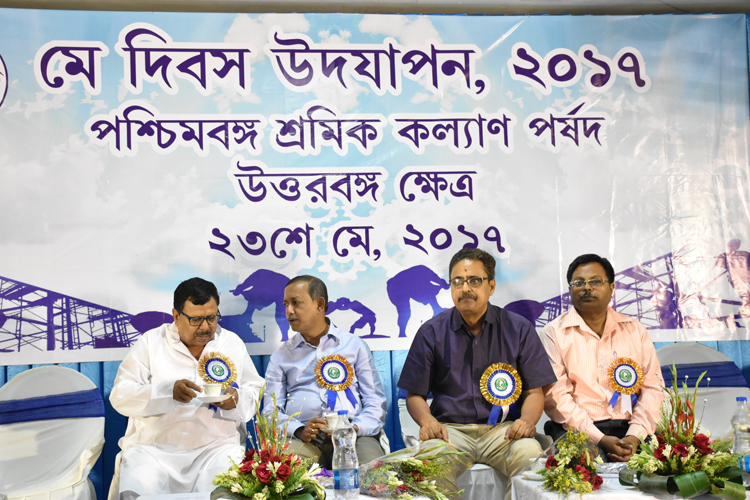 মে দিবস উদযাপন, ২০১৭
পশ্চিমবঙ্গ শ্রমিক কল্যাণ পর্ষদ
উত্তরবঙ্গ ক্ষেত্র
২৩শে মে, ২০১৭